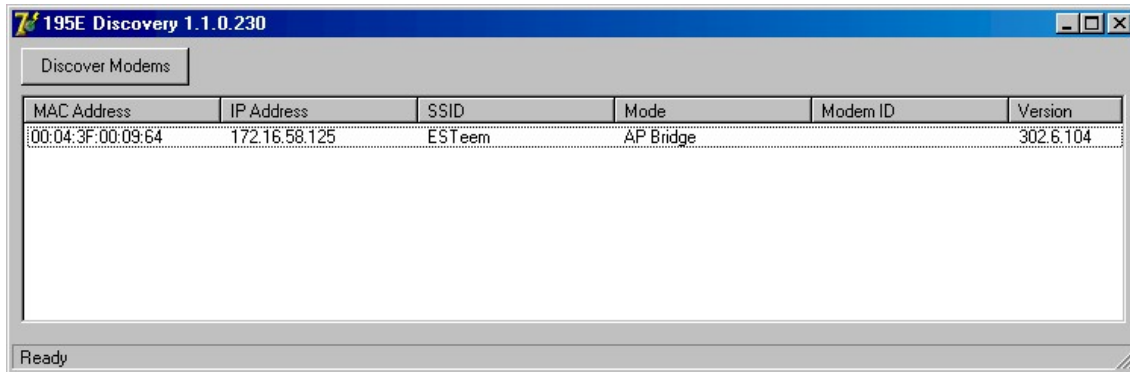 195E Discovery 1.1.0.230
Discover Modems
MAC Address IP Address SSID Mode Modem ID Version
00:04:3F:00:09:64 172.16.58.125 ESTeem AP Bridge 302.6.104
Ready